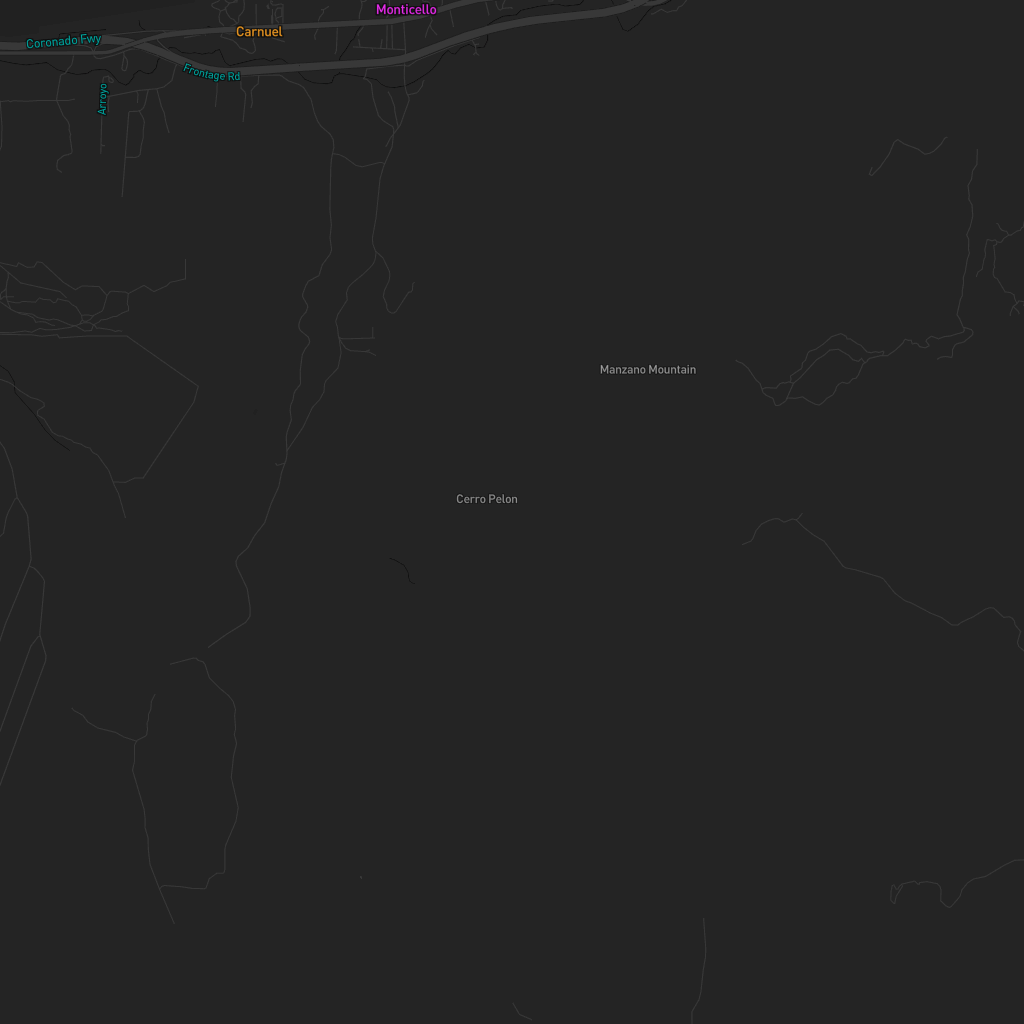 Monticello
Carnuel
Coronado Fwy
Frontage Rd
Arroyo
Manzano Mountain
Cerro Pelon